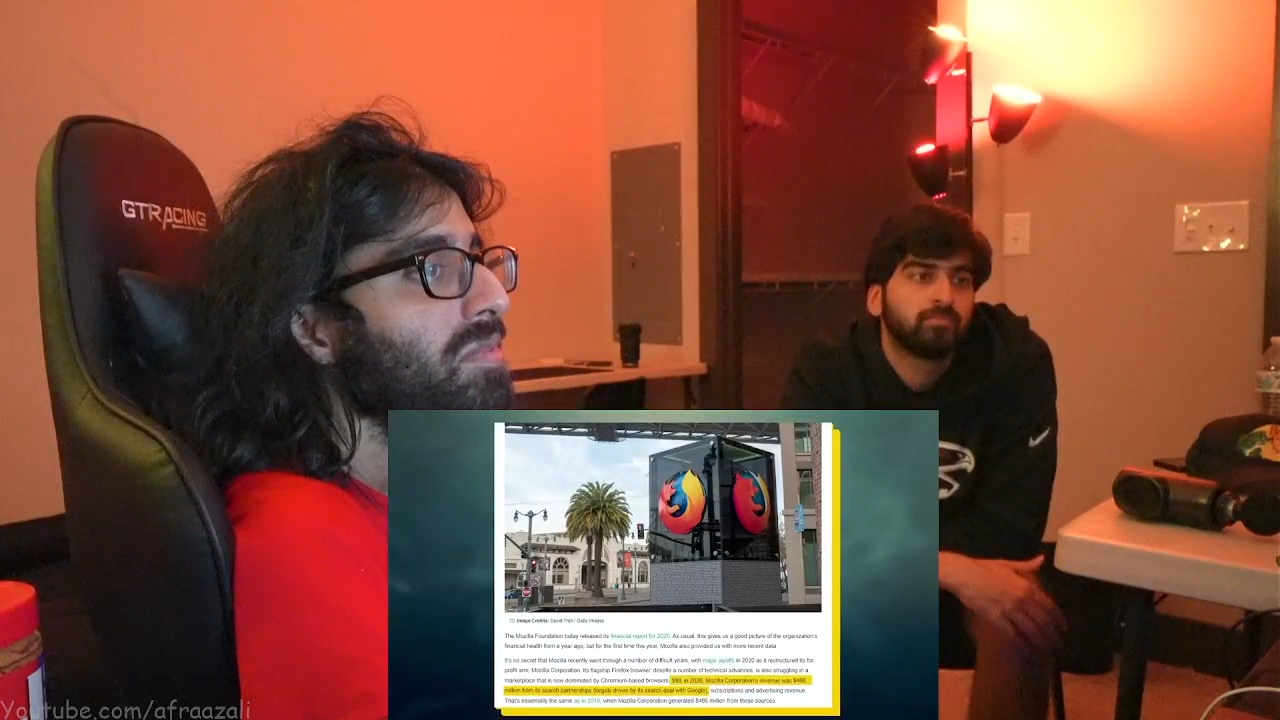 GTRACING
Image Credits: David Tran / Getty Images
The Mozilla Foundation today released its financial report for 2020. As usual, this gives us a good picture of the organization's
financial health from a year ago, but for the first time this year, Mozilla also provided us with more recent data
It's no secret that Mozilla recently went through a number of difficult years, with major layoffs in 2020 as it restructured its for
profit arm, Mozilla Corporation. Its flagship Firefox browser, despite a number of technical advances, is also struggling in a
marketplace that is now dominated by Chromium-based browsers. Still, in 2020, Mozilla Corporation's revenue was $466
million from its search partnerships (largely driven by its search deal with Google), subscriptions and advertising revenue.
That's essentially the same as in 2019, when Mozilla Corporation generated $465 million from these sources.
Youtube.com/afraazali